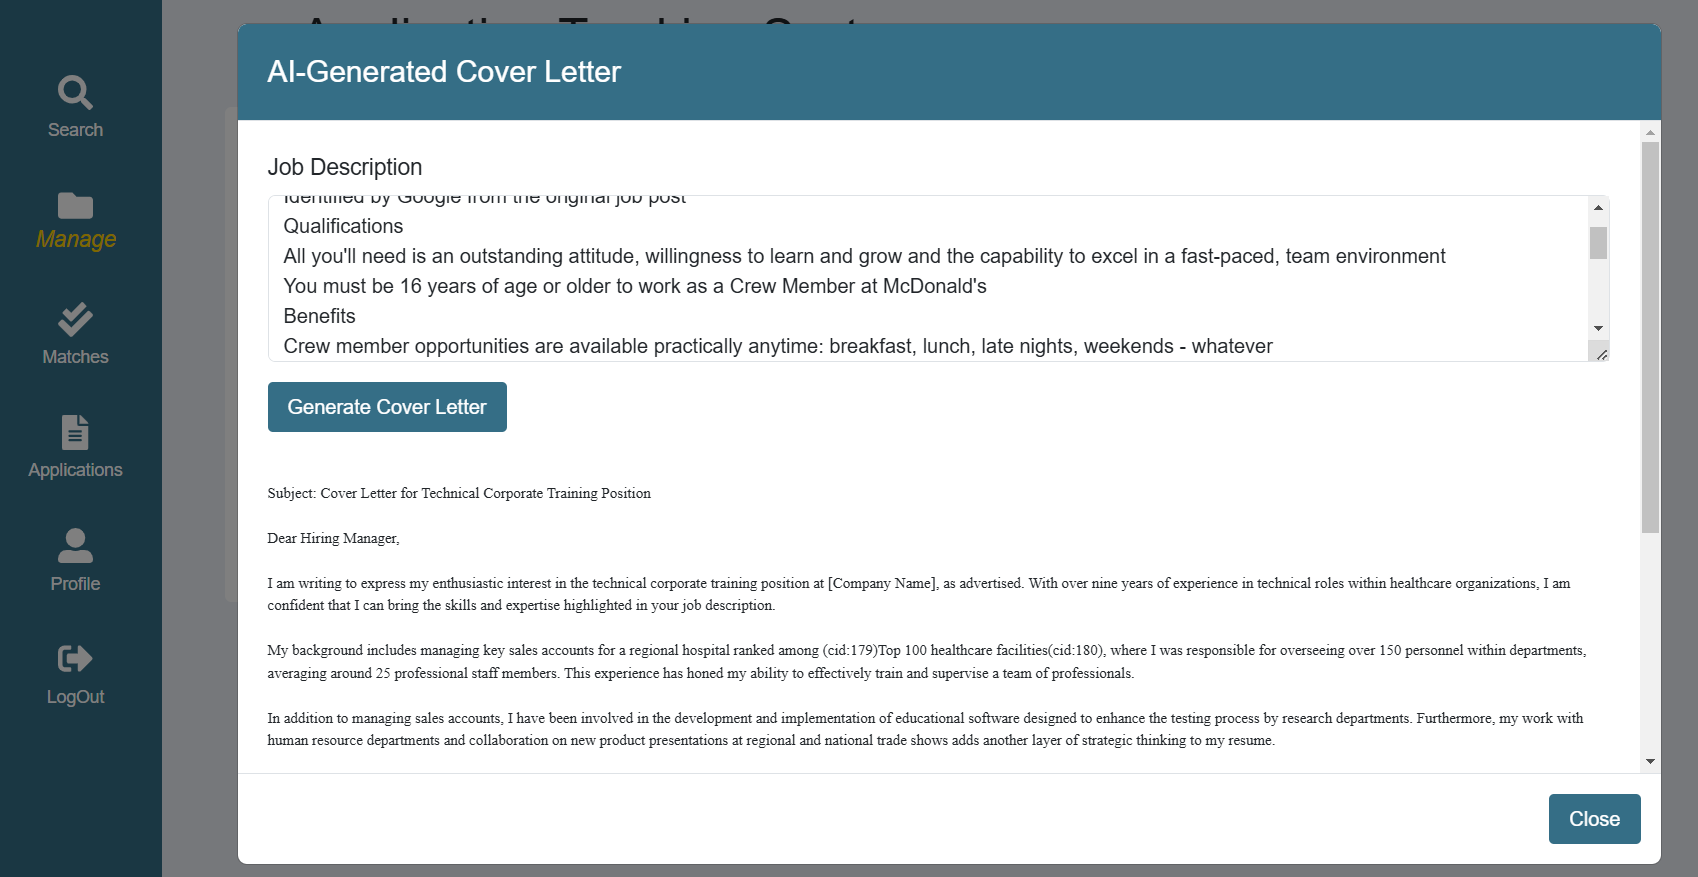 Search
Manage
Matches
Applications
Profile
LogOut
AI-Generated Cover Letter
Job Description
Identified by Google from the original job post
Qualifications
All you'll need is an outstanding attitude, willingness to learn and grow and the capability to excel in a fast-paced, team environment
You must be 16 years of age or older to work as a Crew Member at McDonald's
Benefits
Crew member opportunities are available practically anytime: breakfast, lunch, late nights, weekends - whatever
Generate Cover Letter
Subject: Cover Letter for Technical Corporate Training Position
Dear Hiring Manager,
I am writing to express my enthusiastic interest in the technical corporate training position at [Company Name], as advertised. With over nine years of experience in technical roles within healthcare organizations, I am
confident that I can bring the skills and expertise highlighted in your job description.
My background includes managing key sales accounts for a regional hospital ranked among (cid:179)Top 100 healthcare facilities(cid:180), where I was responsible for overseeing over 150 personnel within departments,
averaging around 25 professional staff members. This experience has honed my ability to effectively train and supervise a team of professionals.
In addition to managing sales accounts, I have been involved in the development and implementation of educational software designed to enhance the testing process by research departments. Furthermore, my work with
human resource departments and collaboration on new product presentations at regional and national trade shows adds another layer of strategic thinking to my resume.
Close